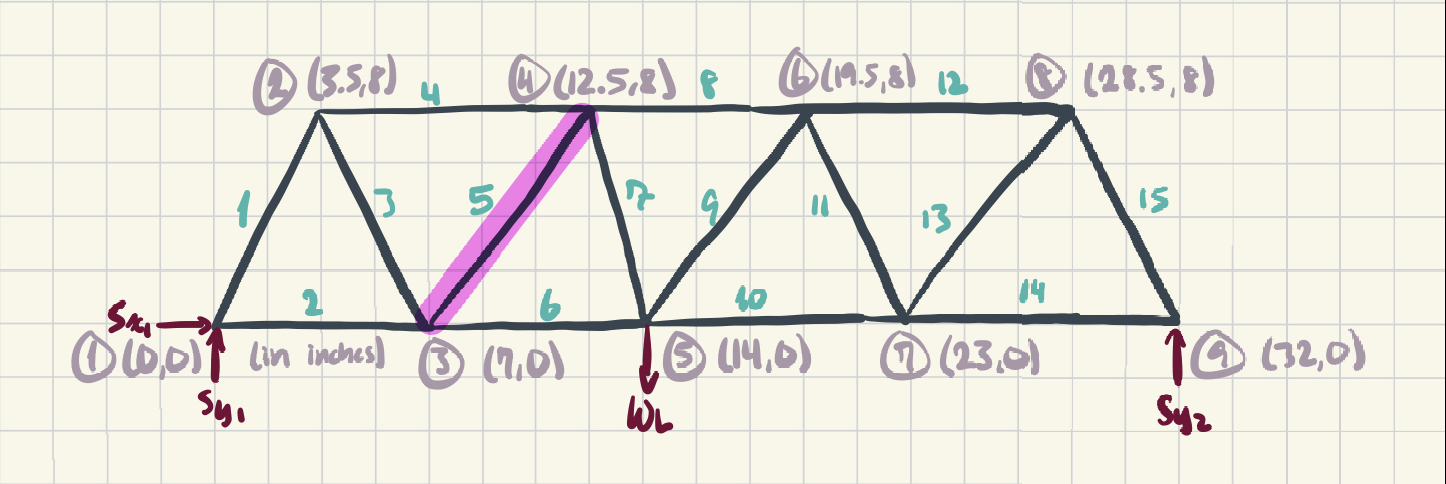 ② (3.5,8) 4 ④ (12.5,8) 8 ⑥ (19.5,8) 12 ⑧ (28.5,8)
1 3 5 7 9 11 13 15
2 6 10 14
Sx₁
① (0,0) (in inches) ③ (7,0) ⑤ (14,0) ⑦ (23,0) ⑨ (32,0)
Sy₁ WL Sy₂